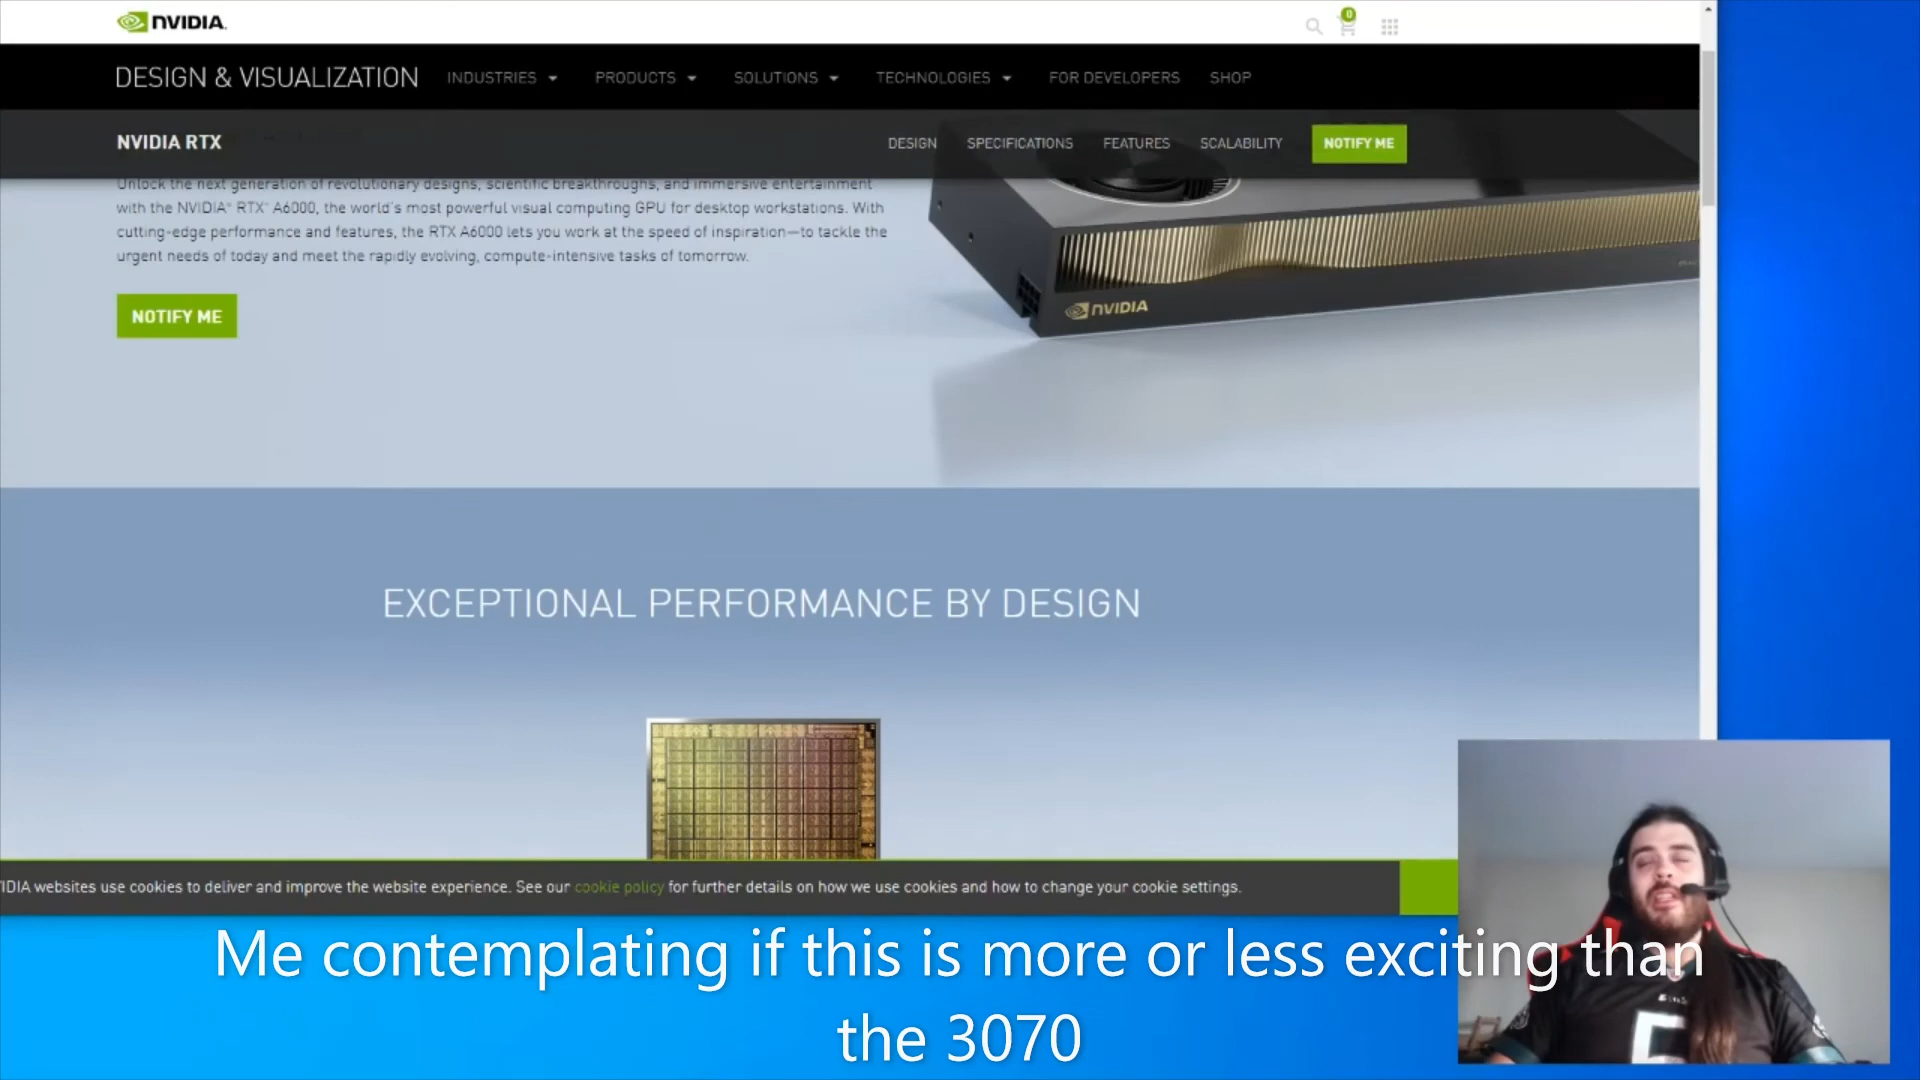 NVIDIA.
0
DESIGN & VISUALIZATION INDUSTRIES PRODUCTS SOLUTIONS TECHNOLOGIES FOR DEVELOPERS SHOP
NVIDIA RTX DESIGN SPECIFICATIONS FEATURES SCALABILITY NOTIFY ME
Unlock the next generation of revolutionary designs, scientific breakthroughs, and immersive entertainment
with the NVIDIA® RTX™ A6000, the world's most powerful visual computing GPU for desktop workstations. With
cutting-edge performance and features, the RTX A6000 lets you work at the speed of inspiration—to tackle the
urgent needs of today and meet the rapidly evolving, compute-intensive tasks of tomorrow.
NOTIFY ME
NVIDIA
EXCEPTIONAL PERFORMANCE BY DESIGN
IDIA websites use cookies to deliver and improve the website experience. See our cookie policy for further details on how we use cookies and how to change your cookie settings.
Me contemplating if this is more or less exciting than
the 3070
5